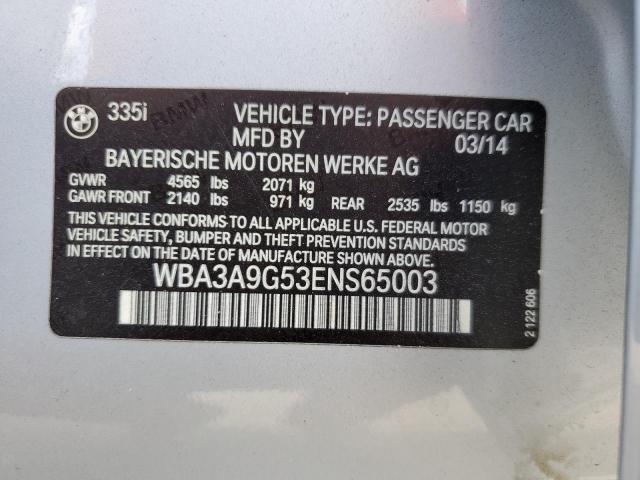 BMW 335i VEHICLE TYPE: PASSENGER CAR
MFD BY 03/14
BAYERISCHE MOTOREN WERKE AG
GVWR 4565 lbs 2071 kg
GAWR FRONT 2140 lbs 971 kg REAR 2535 lbs 1150 kg
THIS VEHICLE CONFORMS TO ALL APPLICABLE U.S. FEDERAL MOTOR
VEHICLE SAFETY, BUMPER AND THEFT PREVENTION STANDARDS
IN EFFECT ON THE DATE OF MANUFACTURE SHOWN ABOVE.
WBA3A9G53ENS65003
2 122 606